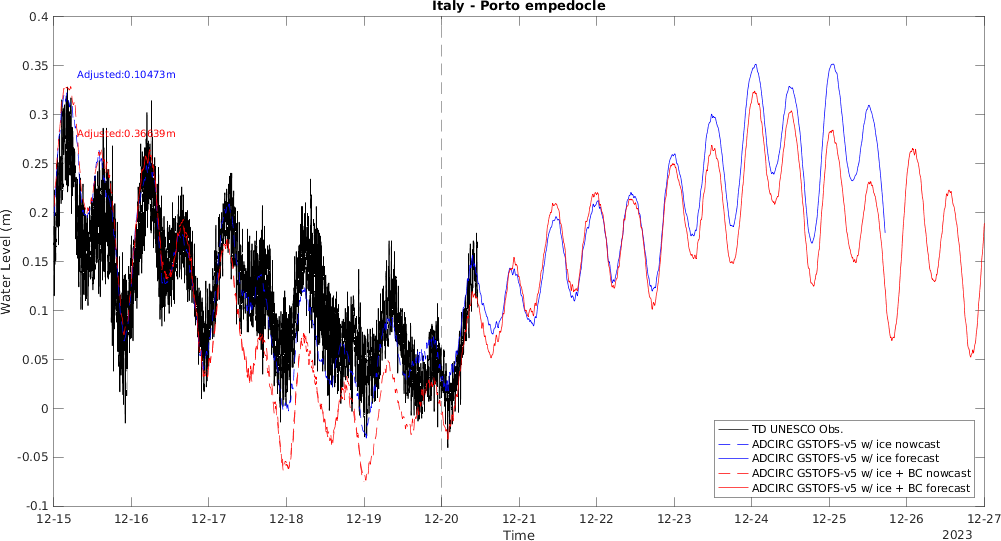 Italy - Porto empedocle
0.4
0.35
0.3
0.25
0.2
0.15
0.1
0.05
0
-0.05
-0.1
Water Level (m)
Adjusted:0.10473m
Adjusted:0.36639m
TD UNESCO Obs.
ADCIRC GSTOFS-v5 w/ ice nowcast
ADCIRC GSTOFS-v5 w/ ice forecast
ADCIRC GSTOFS-v5 w/ ice + BC nowcast
ADCIRC GSTOFS-v5 w/ ice + BC forecast
12-15 12-16 12-17 12-18 12-19 12-20 12-21 12-22 12-23 12-24 12-25 12-26 12-27
Time
2023